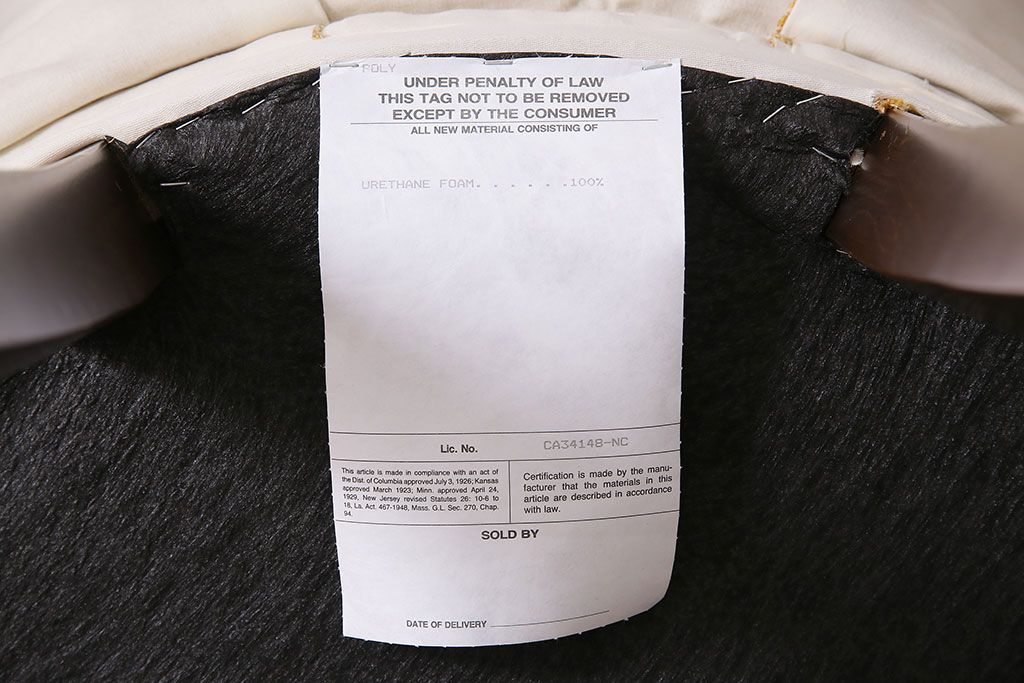 POLY
UNDER PENALTY OF LAW
THIS TAG NOT TO BE REMOVED
EXCEPT BY THE CONSUMER
ALL NEW MATERIAL CONSISTING OF
URETHANE FOAM. . . . . .100%
Lic. No. CA34148-NC
This article is made in compliance with an act of
the Dist. of Columbia approved July 3, 1926; Kansas
approved March 1923; Minn. approved April 24,
1929, New Jersey revised Statutes 26: 10-6 to
18, La. Act. 467-1948, Mass. G.L. Sec. 270, Chap.
94.
Certification is made by the manu-
facturer that the materials in this
article are described in accordance
with law.
SOLD BY
DATE OF DELIVERY